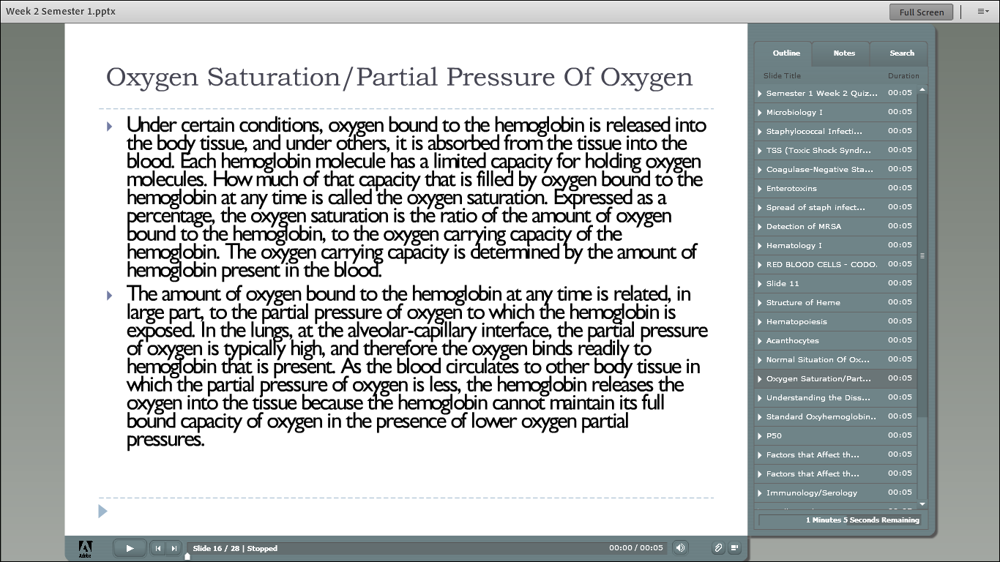 Week 2 Semester 1.pptx
Full Screen
Oxygen Saturation/Partial Pressure Of Oxygen
Under certain conditions, oxygen bound to the hemoglobin is released into
the body tissue, and under others, it is absorbed from the tissue into the
blood. Each hemoglobin molecule has a limited capacity for holding oxygen
molecules. How much of that capacity that is filled by oxygen bound to the
hemoglobin at any time is called the oxygen saturation. Expressed as a
percentage, the oxygen saturation is the ratio of the amount of oxygen
bound to the hemoglobin, to the oxygen carrying capacity of the
hemoglobin. The oxygen carrying capacity is determined by the amount of
hemoglobin present in the blood.
The amount of oxygen bound to the hemoglobin at any time is related, in
large part, to the partial pressure of oxygen to which the hemoglobin is
exposed. In the lungs, at the alveolar-capillary interface, the partial pressure
of oxygen is typically high, and therefore the oxygen binds readily to
hemoglobin that is present. As the blood circulates to other body tissue in
which the partial pressure of oxygen is less, the hemoglobin releases the
oxygen into the tissue because the hemoglobin cannot maintain its full
bound capacity of oxygen in the presence of lower oxygen partial
pressures.
Outline Notes Search
Slide Title Duration
Semester 1 Week 2 Quiz... 00:05
Microbiology I 00:05
Staphylococcal Infecti... 00:05
TSS (Toxic Shock Syndr... 00:05
Coagulase-Negative Sta... 00:05
Enterotoxins 00:05
Spread of staph infect... 00:05
Detection of MRSA 00:05
Hematology I 00:05
RED BLOOD CELLS - CODO. 00:05
Slide 11 00:05
Structure of Heme 00:05
Hematopoiesis 00:05
Acanthocytes 00:05
Normal Situation Of Ox... 00:05
Oxygen Saturation/Part... 00:05
Understanding the Diss... 00:05
Standard Oxyhemoglobin.. 00:05
P50 00:05
Factors that Affect th... 00:05
Factors that Affect th... 00:05
Immunology/Serology 00:05
1 Minutes 5 Seconds Remaining
Adobe
Slide 16 / 28 | Stopped 00:00 / 00:05